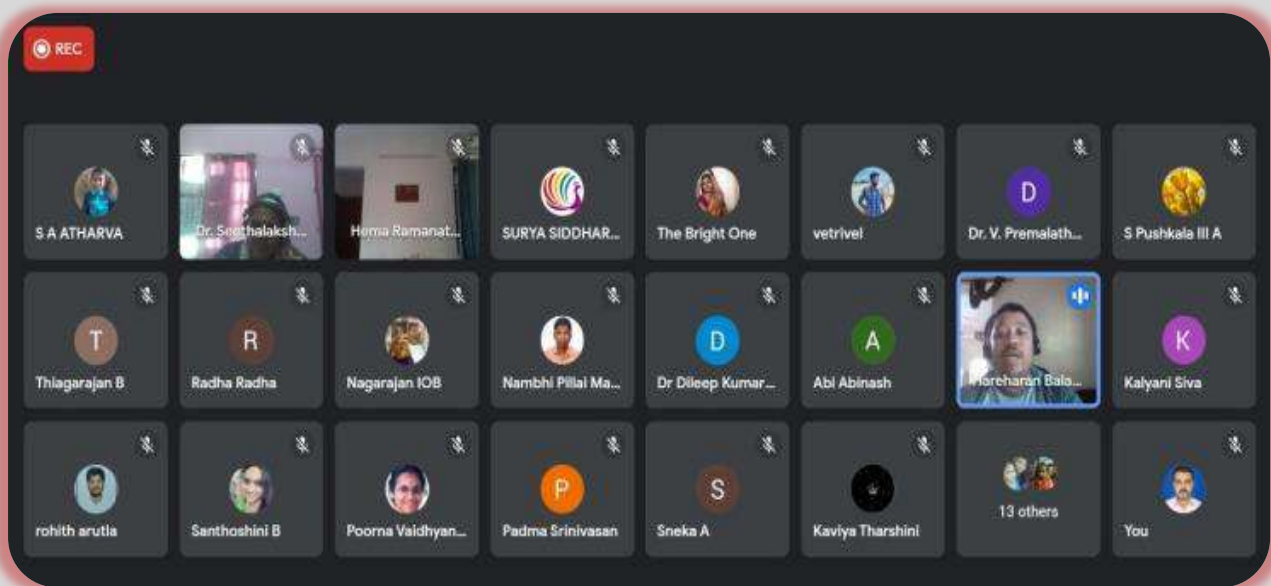 REC
S A ATHARVA
Dr. Seethalaksh...
Hema Ramanat...
SURYA SIDDHAR...
The Bright One
vetrivel
D
Dr. V. Premalath...
S Pushkala III A
T
Thiagarajan B
R
Radha Radha
Nagarajan IOB
Nambhi Pillai Ma...
D
Dr Dileep Kumar...
A
Abi Abinash
Hareharan Bala...
K
Kalyani Siva
rohith arutla
Santhoshini B
Poorna Vaidhyan...
P
Padma Srinivasan
S
Sneka A
Kaviya Tharshini
13 others
You